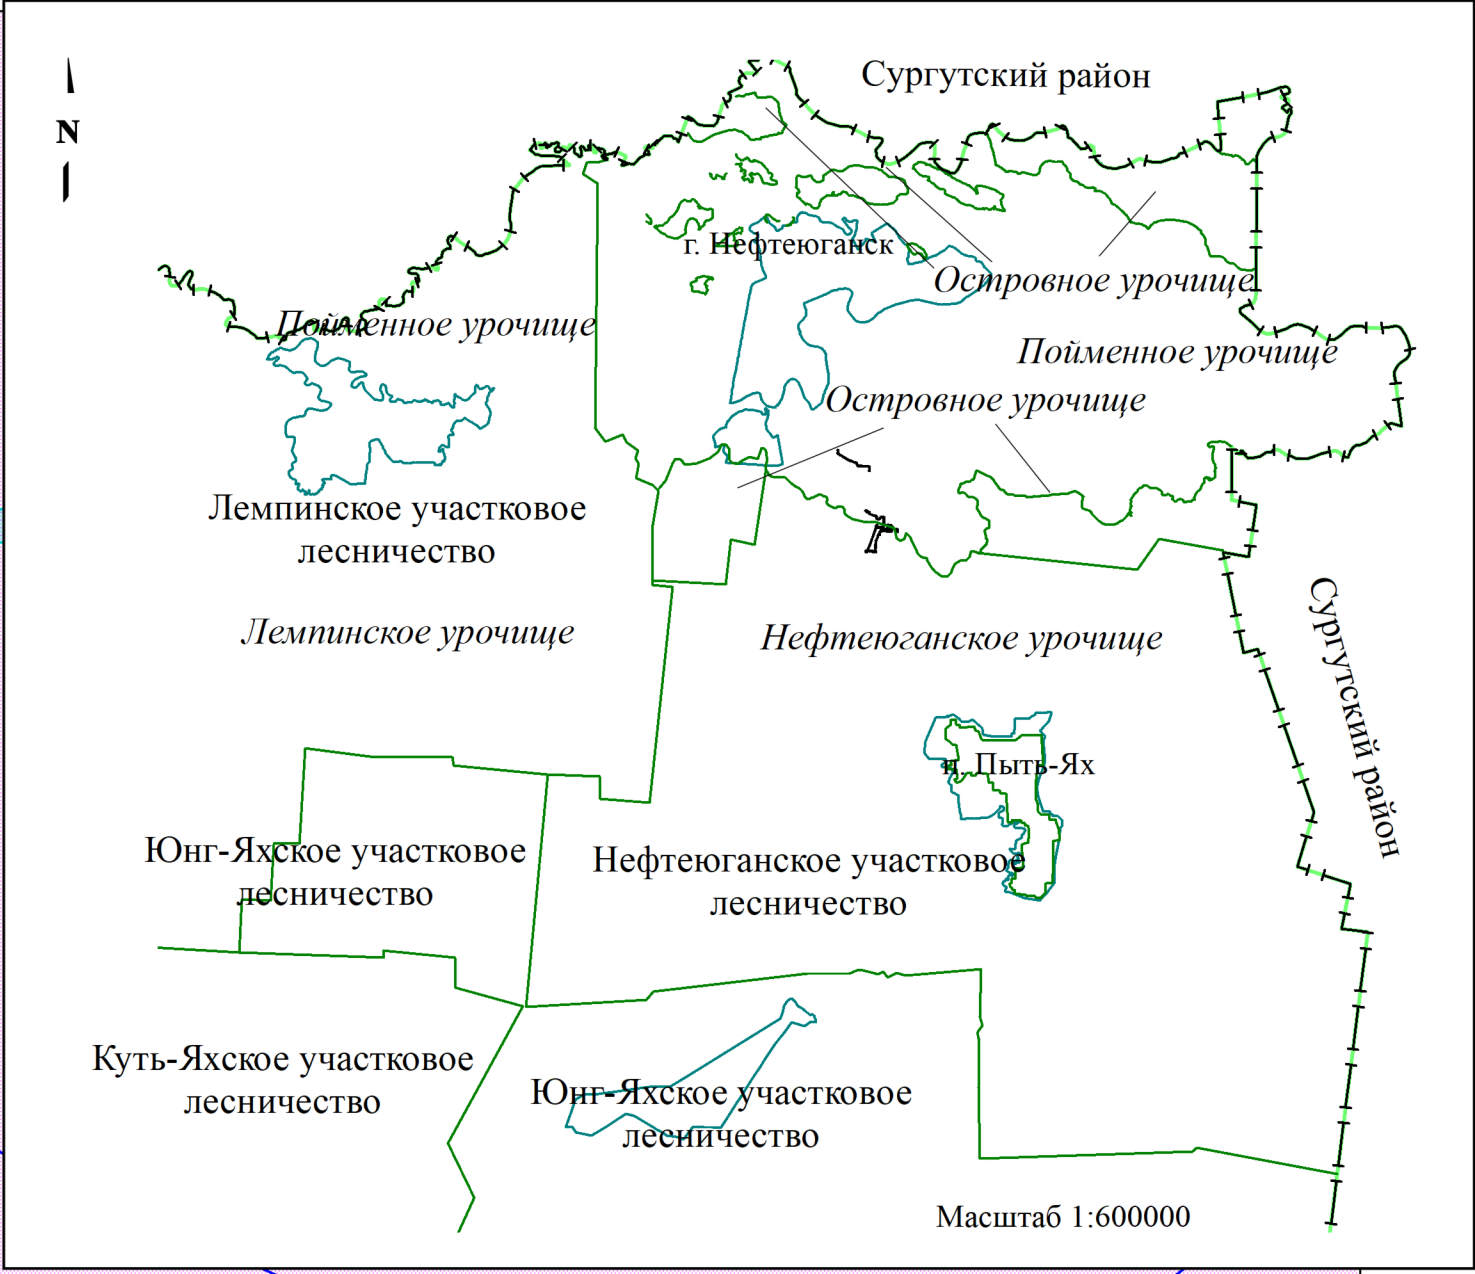 Сургутский район
N
г. Нефтеюганск
Островное урочище
Пойменное урочище
Пойменное урочище
Островное урочище
Лемпинское участковое
лесничество
Лемпинское урочище
Нефтеюганское урочище
Сургутский район
п. Пыть-Ях
Юнг-Яхское участковое
лесничество
Нефтеюганское участковое
лесничество
Куть-Яхское участковое
лесничество
Юнг-Яхское участковое
лесничество
Масштаб 1:600000